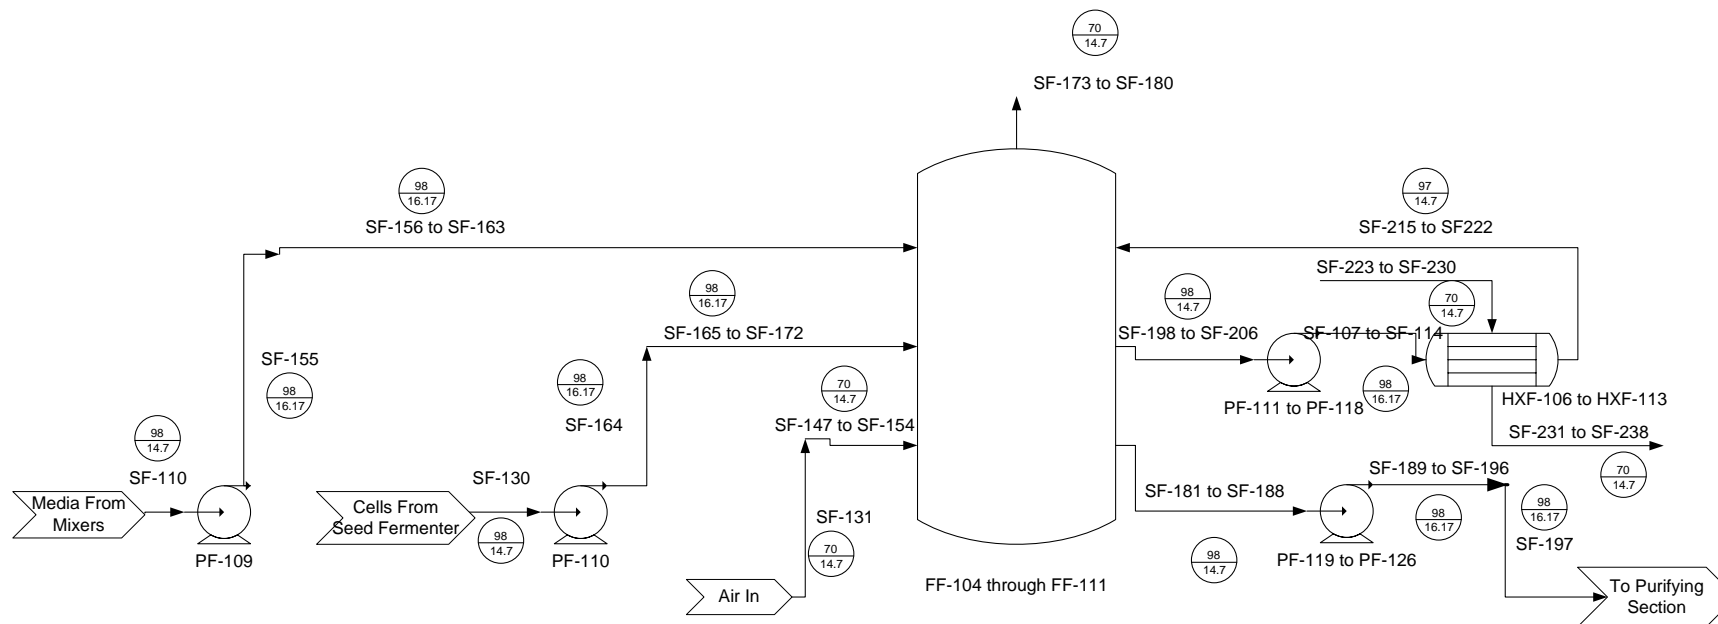 70
14.7
SF-173 to SF-180
98
16.17
SF-156 to SF-163
97
14.7
SF-215 to SF222
SF-223 to SF-230
98
16.17
SF-165 to SF-172
98
14.7
SF-198 to SF-206
70
14.7
SF-107 to SF-114
SF-155
98
16.17
98
16.17
SF-164
70
14.7
SF-147 to SF-154
PF-111 to PF-118
98
16.17
HXF-106 to HXF-113
SF-231 to SF-238
70
14.7
98
14.7
SF-110
Media From
Mixers
PF-109
SF-130
Cells From
Seed Fermenter
98
14.7
PF-110
SF-131
70
14.7
Air In
FF-104 through FF-111
SF-181 to SF-188
98
14.7
SF-189 to SF-196
98
16.17
PF-119 to PF-126
98
16.17
SF-197
To Purifying
Section